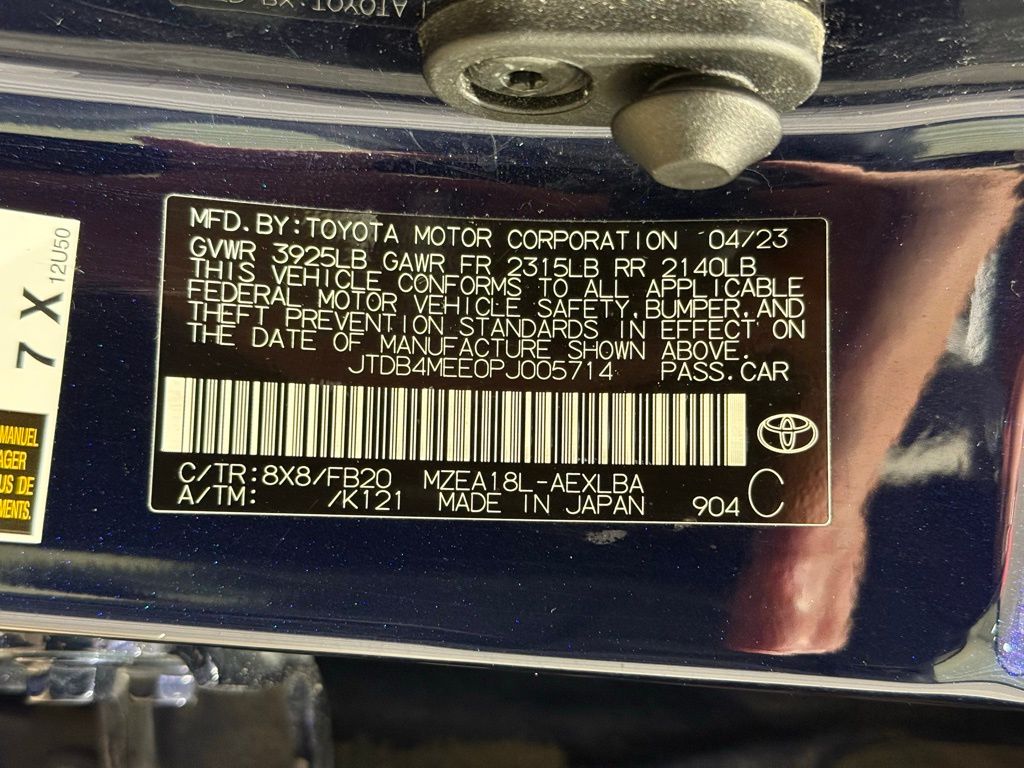 MFD.BY:TOYOTA MOTOR CORPORATION 04/23
GVWR 3925LB GAWR FR 2315LB RR 2140LB
THIS VEHICLE CONFORMS TO ALL APPLICABLE
FEDERAL MOTOR VEHICLE SAFETY,BUMPER,AND
THEFT PREVENTION STANDARDS IN EFFECT ON
THE DATE OF MANUFACTURE SHOWN ABOVE.
JTDB4MEE0PJ005714 PASS.CAR
C/TR:8X8/FB20 MZEA18L-AEXLBA
A/TM: /K121 MADE IN JAPAN 904 C
7 X 12U50
MANUEL
AGER
US DE
MENTS.